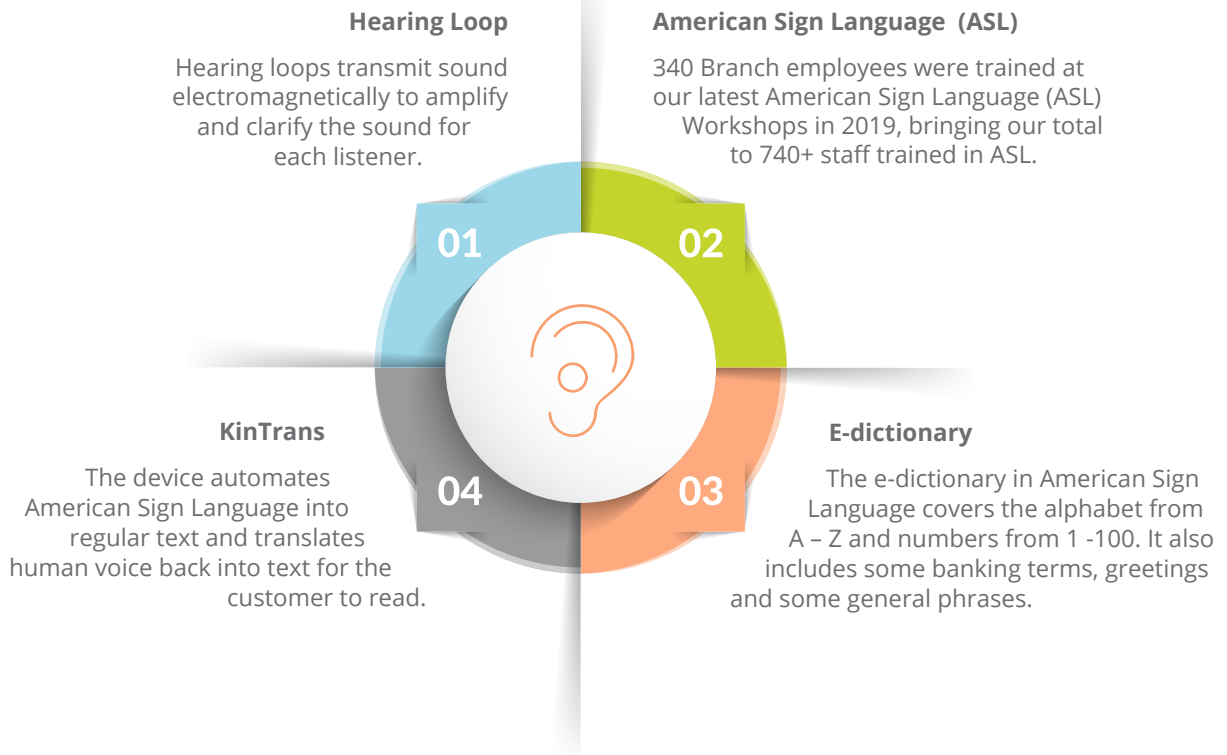 Hearing Loop
Hearing loops transmit sound
electromagnetically to amplify
and clarify the sound for
each listener.
01
American Sign Language  (ASL)
340 Branch employees were trained at
our latest American Sign Language (ASL)
Workshops in 2019, bringing our total
to 740+ staff trained in ASL.
02
E-dictionary
The e-dictionary in American Sign
Language covers the alphabet from
A – Z and numbers from 1 -100. It also
includes some banking terms, greetings
and some general phrases.
03
KinTrans
The device automates
American Sign Language into
regular text and translates
human voice back into text for the
customer to read.
04